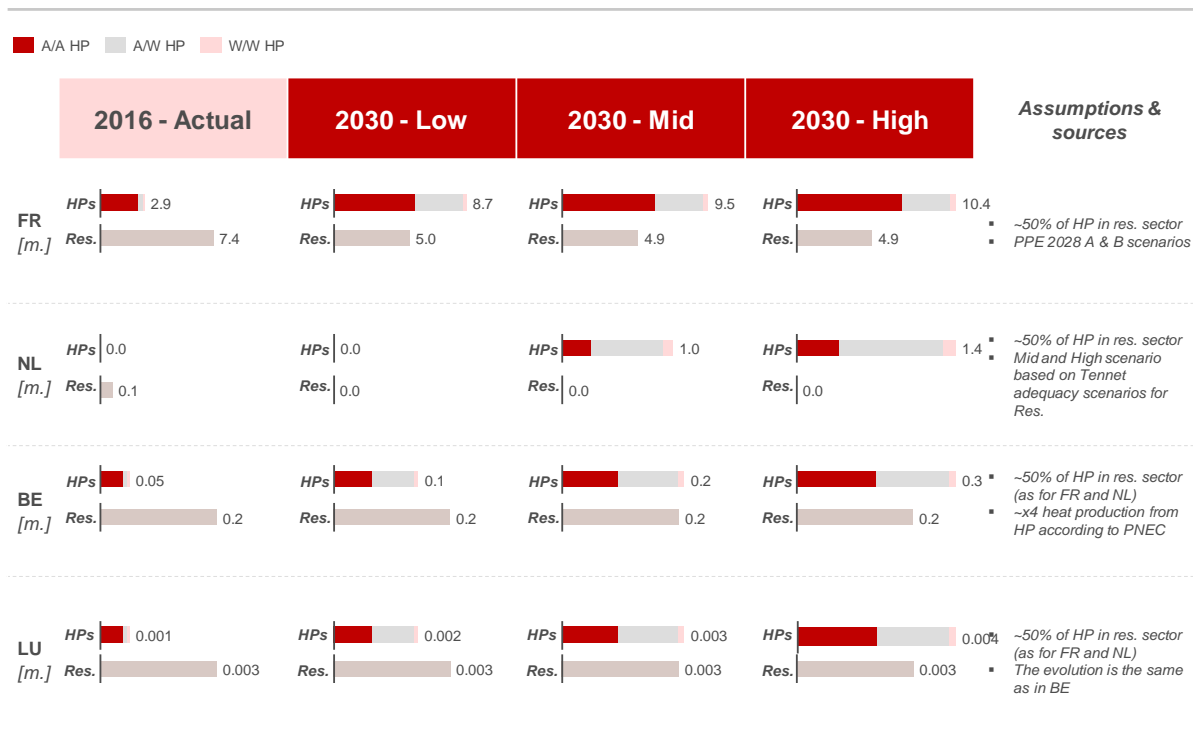 A/A HP A/W HP W/W HP
2016 - Actual 2030 - Low 2030 - Mid 2030 - High Assumptions &
sources
FR
[m.]
HPs 2.9 HPs 8.7 HPs 9.5 HPs 10.4
Res. 7.4 Res. 5.0 Res. 4.9 Res. 4.9
▪ ~50% of HP in res. sector
▪ PPE 2028 A & B scenarios
NL
[m.]
HPs 0.0 HPs 0.0 HPs 1.0 HPs 1.4
Res. 0.1 Res. 0.0 Res. 0.0 Res. 0.0
▪ ~50% of HP in res. sector
▪ Mid and High scenario
based on Tennet
adequacy scenarios for
Res.
BE
[m.]
HPs 0.05 HPs 0.1 HPs 0.2 HPs 0.3
Res. 0.2 Res. 0.2 Res. 0.2 Res. 0.2
▪ ~50% of HP in res. sector
(as for FR and NL)
▪ ~x4 heat production from
HP according to PNEC
LU
[m.]
HPs 0.001 HPs 0.002 HPs 0.003 HPs 0.004
Res. 0.003 Res. 0.003 Res. 0.003 Res. 0.003
▪ ~50% of HP in res. sector
(as for FR and NL)
▪ The evolution is the same
as in BE